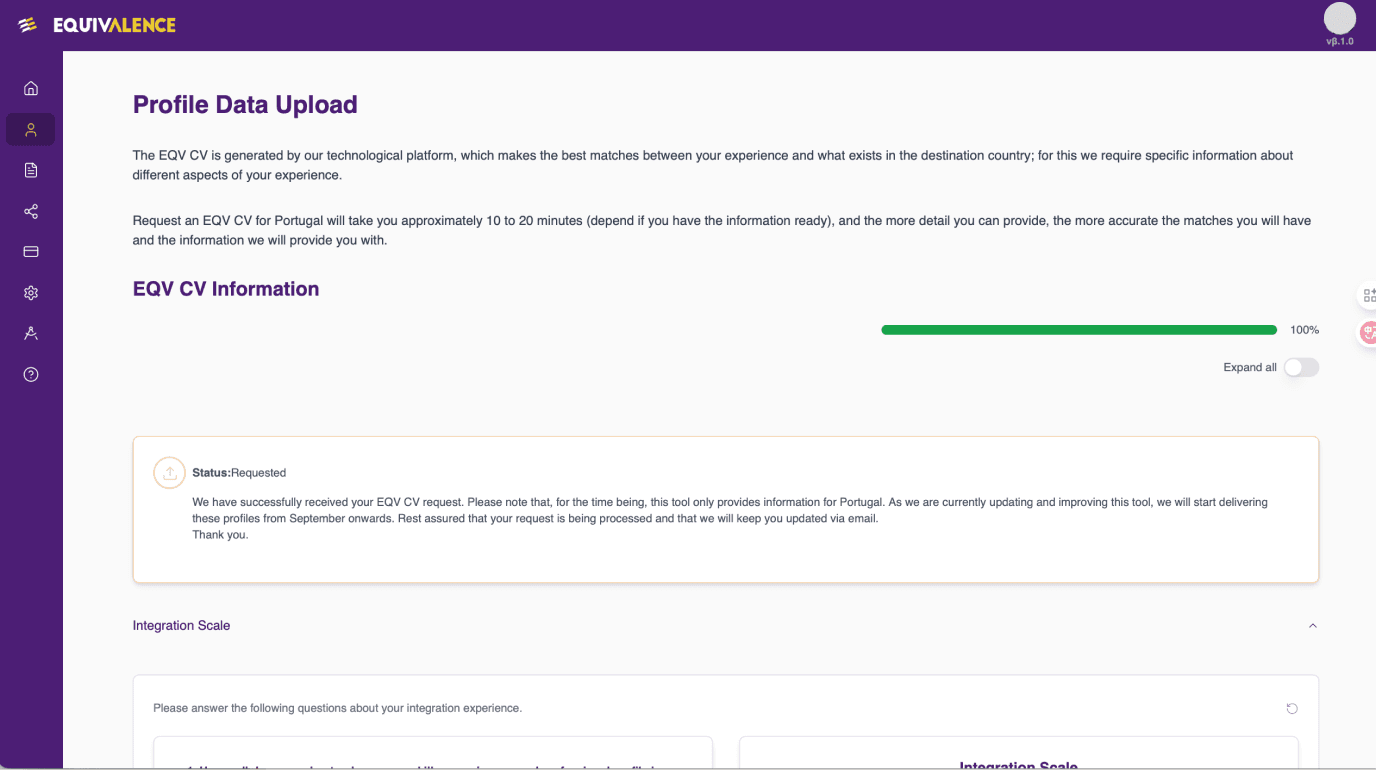 EQUIVALENCE
vβ.1.0
Profile Data Upload
The EQV CV is generated by our technological platform, which makes the best matches between your experience and what exists in the destination country; for this we require specific information about
different aspects of your experience.
Request an EQV CV for Portugal will take you approximately 10 to 20 minutes (depend if you have the information ready), and the more detail you can provide, the more accurate the matches you will have
and the information we will provide you with.
EQV CV Information
100%
Expand all
Status:Requested
We have successfully received your EQV CV request. Please note that, for the time being, this tool only provides information for Portugal. As we are currently updating and improving this tool, we will start delivering
these profiles from September onwards. Rest assured that your request is being processed and that we will keep you updated via email.
Thank you.
Integration Scale
Please answer the following questions about your integration experience.
Integration Scale